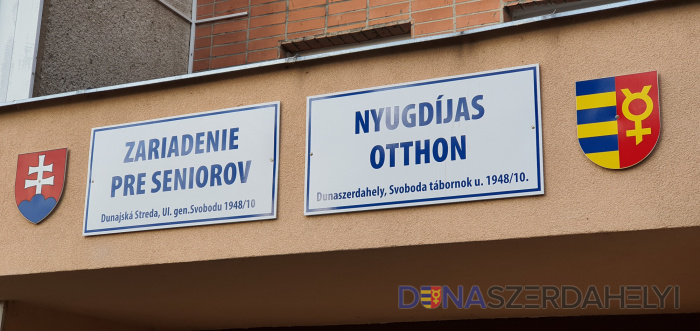 ZARIADENIE
PRE SENIOROV
Dunajská Streda, Ul. gen.Svobodu 1948/10
NYUGDÍJAS
OTTHON
Dunaszerdahely, Svoboda tábornok u. 1948/10.
DUNASZERDAHELYI